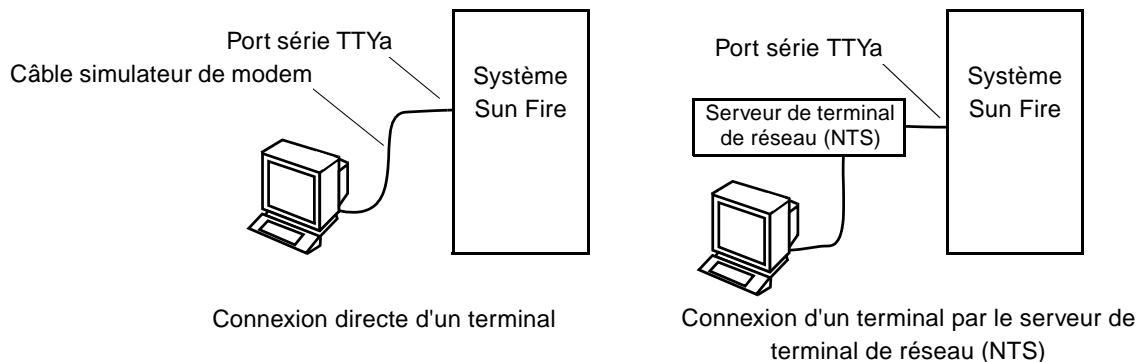 Port série TTYa
Câble simulateur de modem
Système
Sun Fire
Connexion directe d'un terminal
Port série TTYa
Serveur de terminal
de réseau (NTS)
Système
Sun Fire
Connexion d'un terminal par le serveur de
terminal de réseau (NTS)